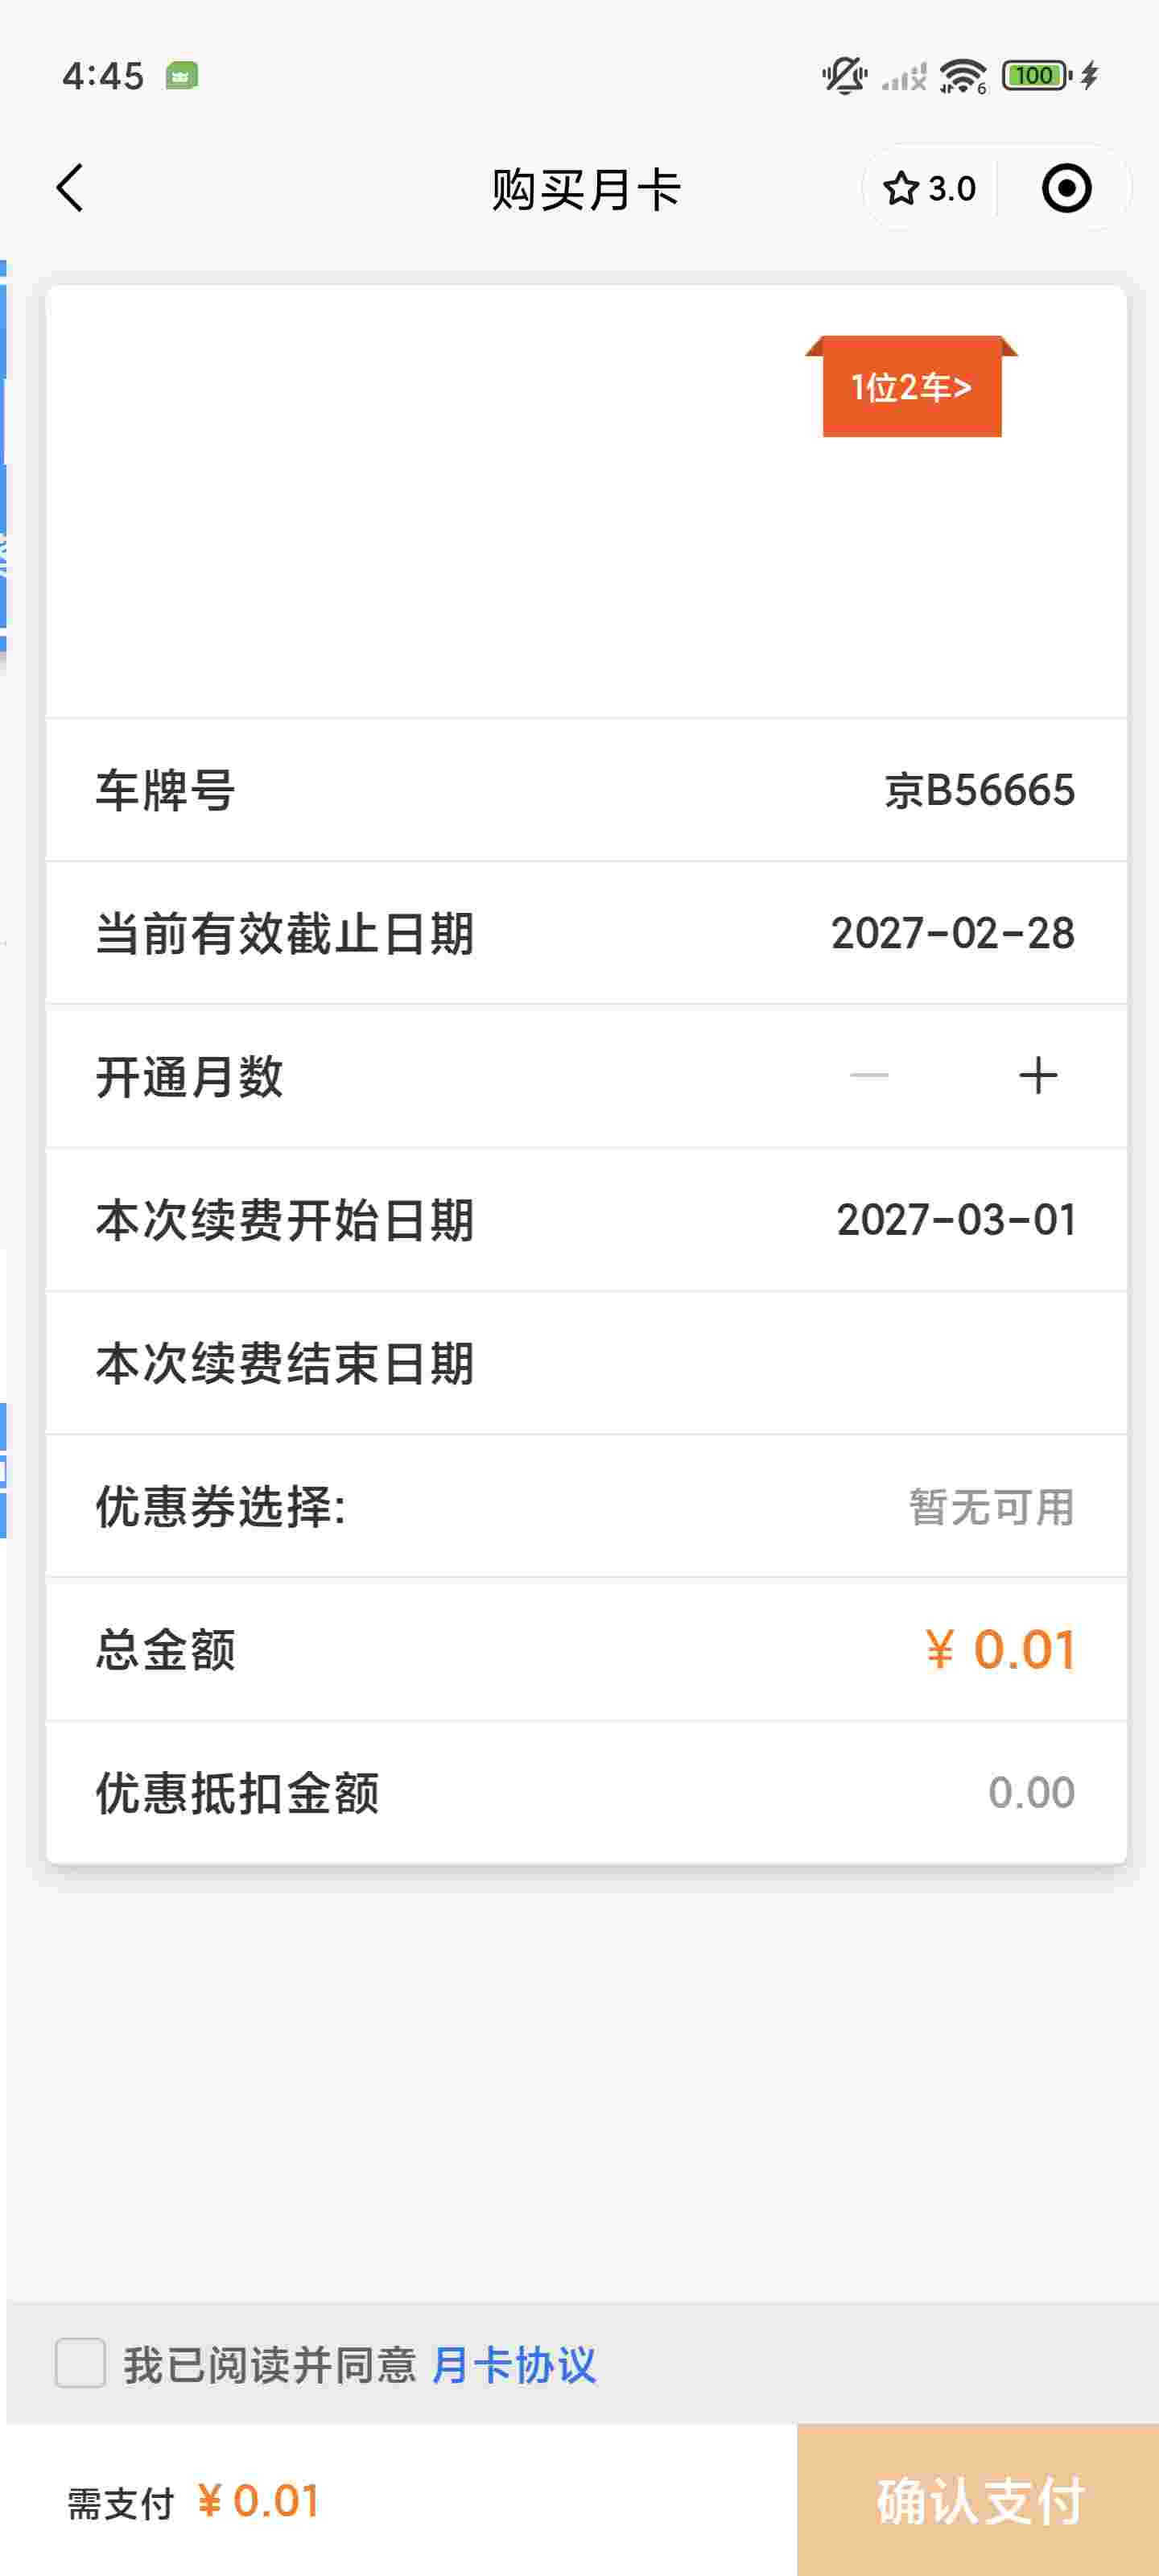 4:45
6 100
购买月卡
3.0
1位2车>
车牌号 京B56665
当前有效截止日期 2027-02-28
开通月数 — +
本次续费开始日期 2027-03-01
本次续费结束日期
优惠券选择: 暂无可用
总金额 ¥ 0.01
优惠抵扣金额 0.00
我已阅读并同意 月卡协议
需支付 ¥ 0.01
确认支付